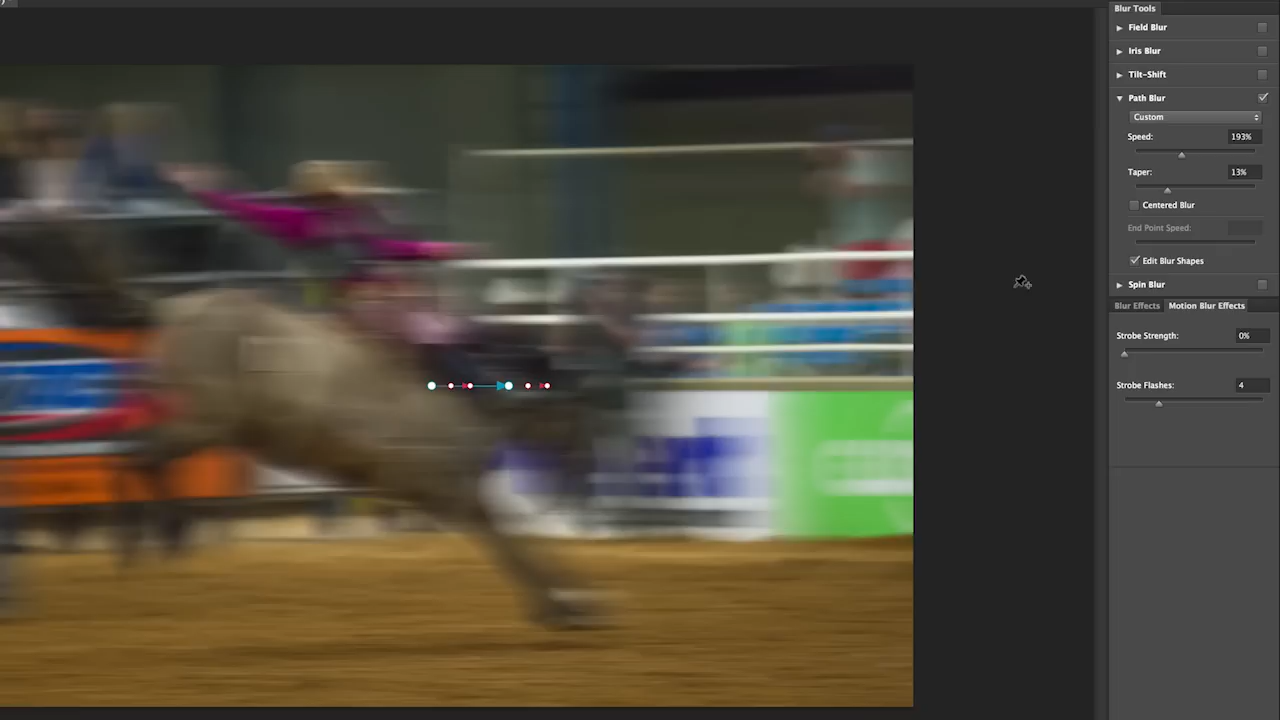 Blur Tools
Field Blur
Iris Blur
Tilt-Shift
Path Blur
Custom
Speed: 193%
Taper: 13%
Centered Blur
End Point Speed:
Edit Blur Shapes
Spin Blur
Blur Effects Motion Blur Effects
Strobe Strength: 0%
Strobe Flashes: 4